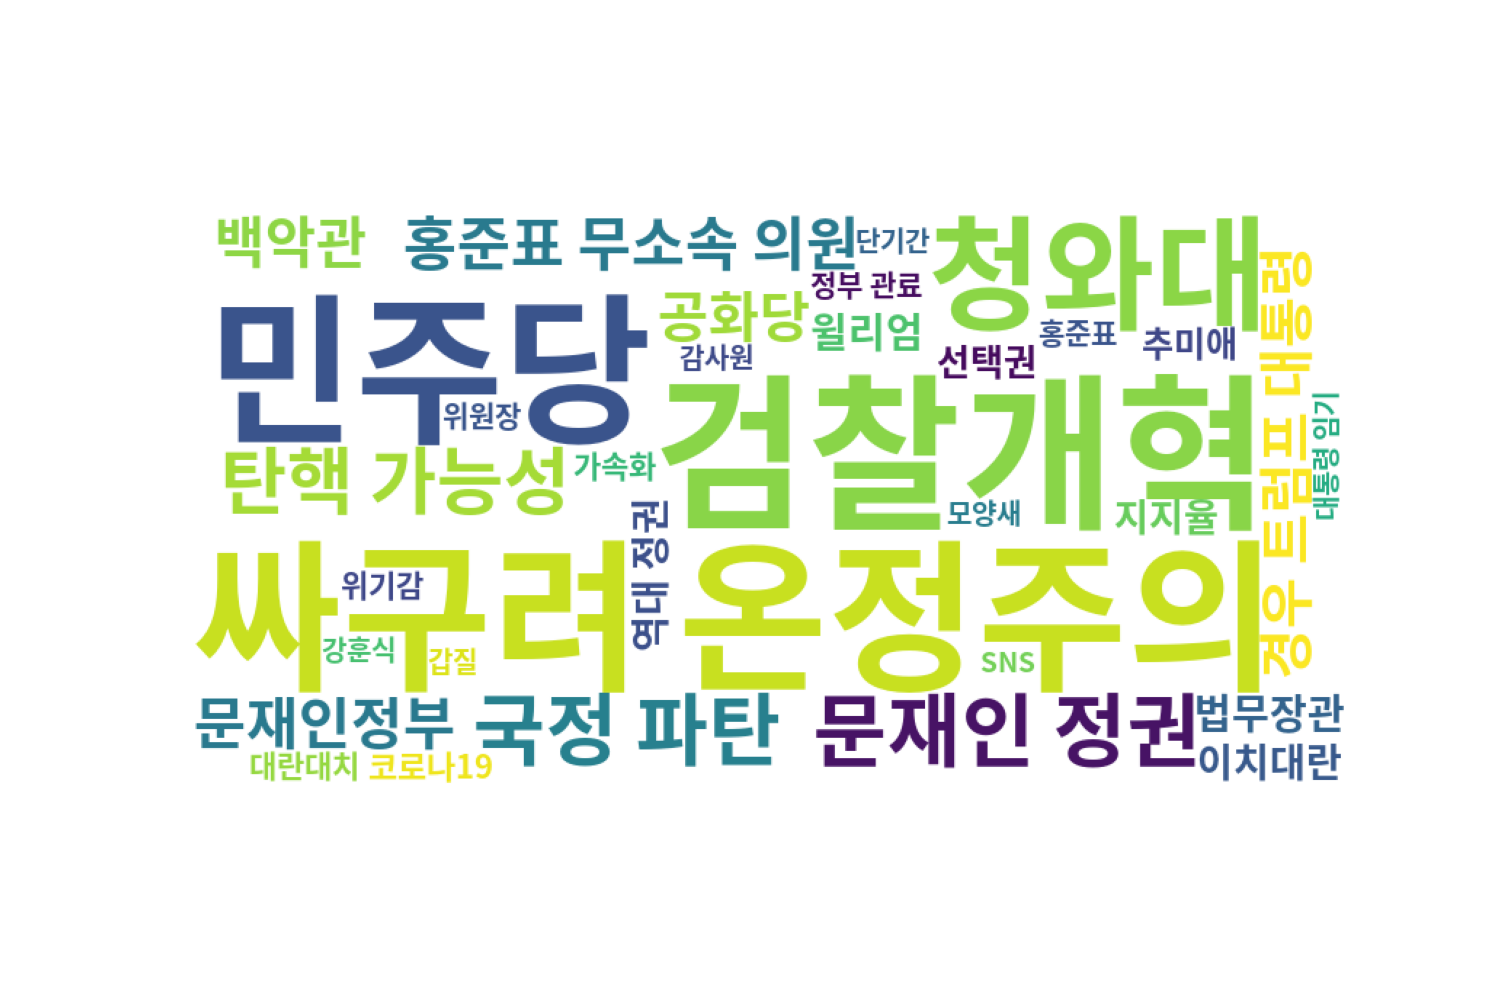 백악관
홍준표 무소속 의원
단기간
청와대
정부 관료
민주당
공화당
윌리엄
홍준표
추미애
감사원
선택권
경우 트럼프 대통령
위원장
검찰개혁
대통령 임기
탄핵 가능성
가속화
모양새
지지율
역대 정권
싸구려 온정주의
위기감
강훈식
갑질
SNS
문재인정부
국정 파탄
문재인 정권
법무장관
대란대치
코로나19
이치대란